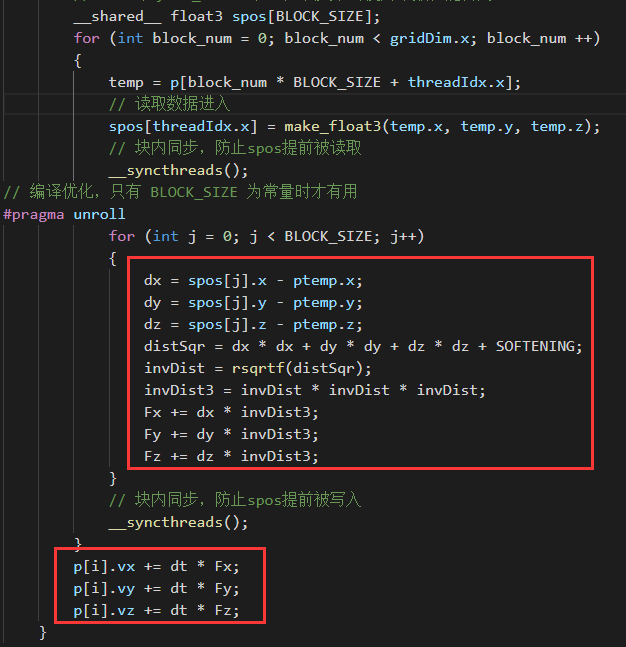 __shared__ float3 spos[BLOCK_SIZE];
for (int block_num = 0; block_num < gridDim.x; block_num ++)
{
temp = p[block_num * BLOCK_SIZE + threadIdx.x];
// 读取数据进入
spos[threadIdx.x] = make_float3(temp.x, temp.y, temp.z);
// 块内同步，防止spos提前被读取
__syncthreads();
// 编译优化，只有 BLOCK_SIZE 为常量时才有用
#pragma unroll
for (int j = 0; j < BLOCK_SIZE; j++)
{
dx = spos[j].x - ptemp.x;
dy = spos[j].y - ptemp.y;
dz = spos[j].z - ptemp.z;
distSqr = dx * dx + dy * dy + dz * dz + SOFTENING;
invDist = rsqrtf(distSqr);
invDist3 = invDist * invDist * invDist;
Fx += dx * invDist3;
Fy += dy * invDist3;
Fz += dz * invDist3;
}
// 块内同步，防止spos提前被写入
__syncthreads();
}
p[i].vx += dt * Fx;
p[i].vy += dt * Fy;
p[i].vz += dt * Fz;
}